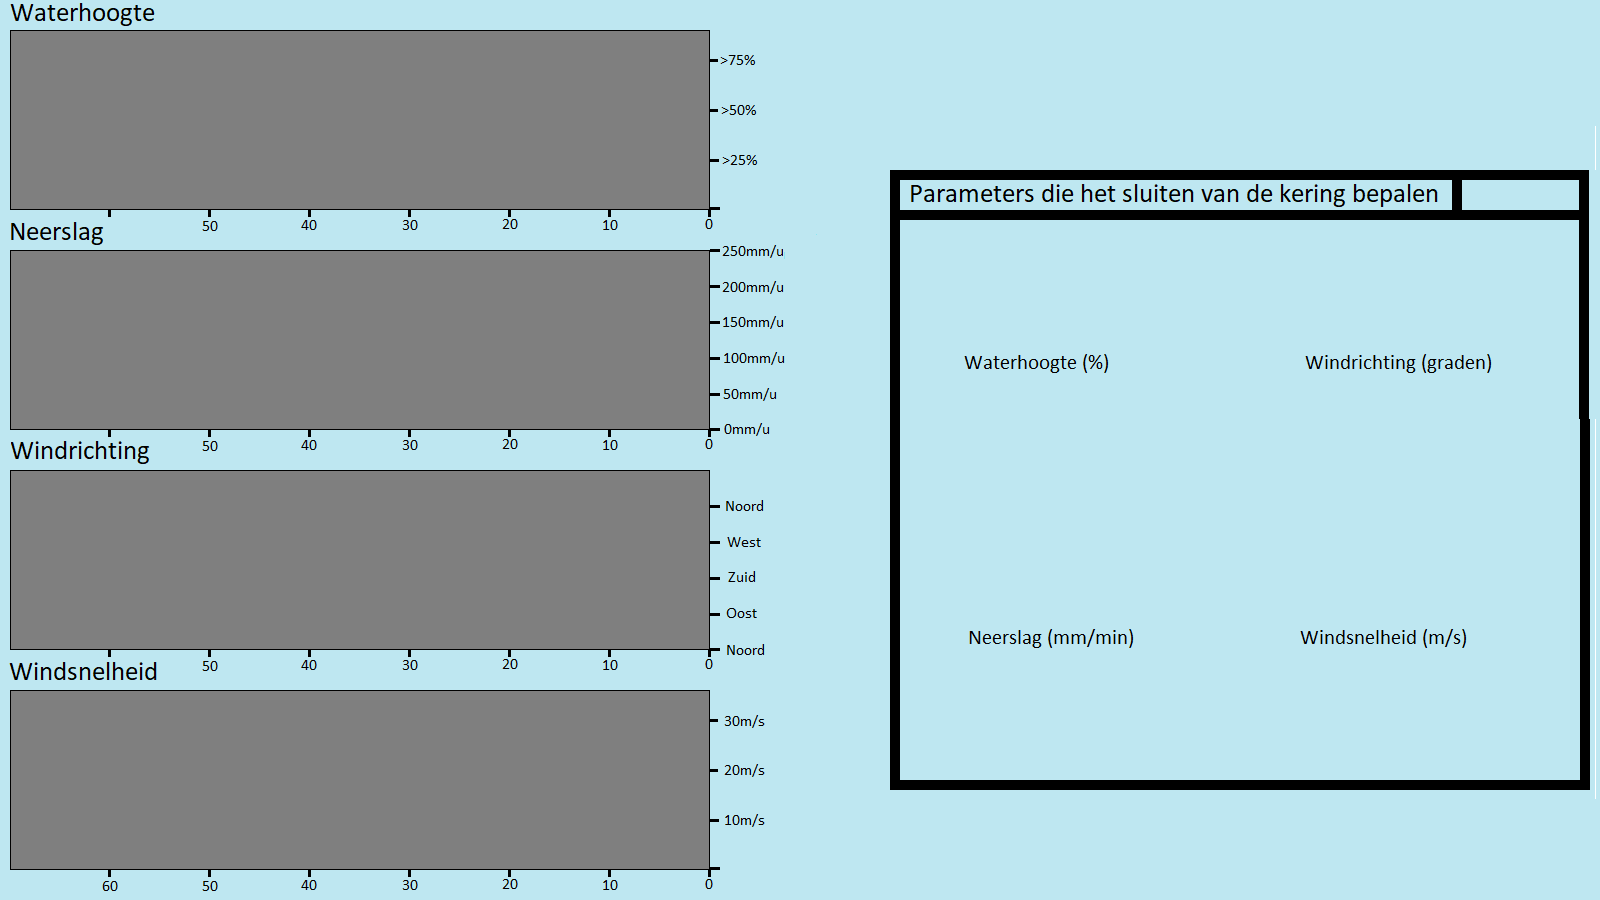 Waterhoogte
>75%
>50%
>25%
50 40 30 20 10 0
Neerslag
250mm/u
200mm/u
150mm/u
100mm/u
50mm/u
0mm/u
50 40 30 20 10 0
Windrichting
Noord
West
Zuid
Oost
Noord
50 40 30 20 10 0
Windsnelheid
30m/s
20m/s
10m/s
60 50 40 30 20 10 0
Parameters die het sluiten van de kering bepalen
Waterhoogte (%)
Windrichting (graden)
Neerslag (mm/min)
Windsnelheid (m/s)